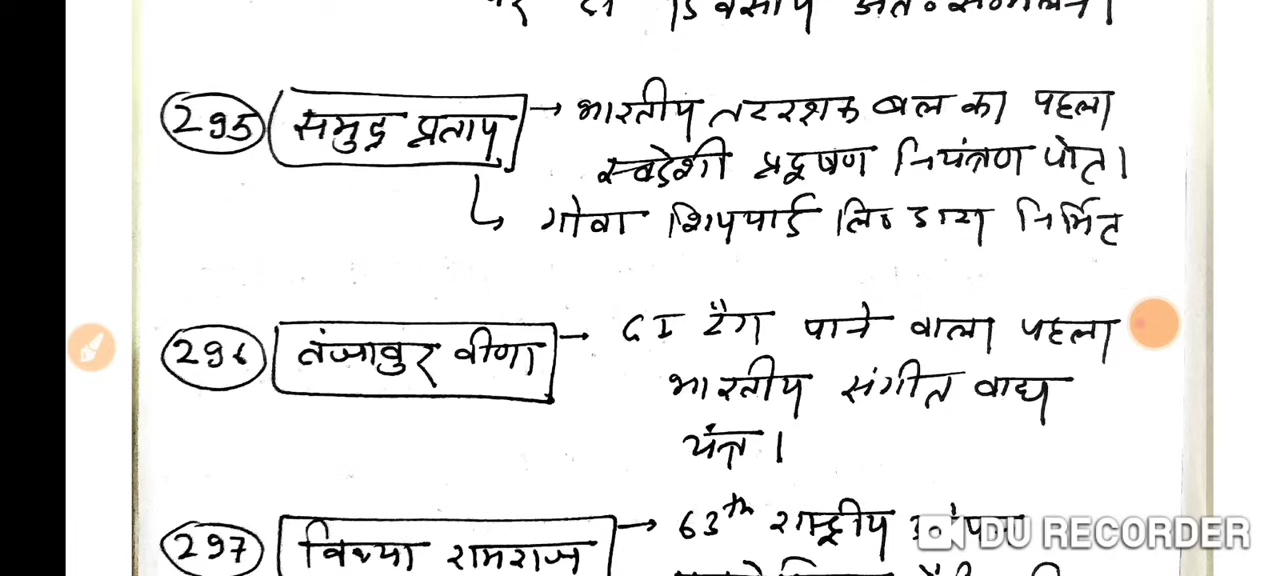 295 समुद्र प्रताप → भारतीय तटरक्षक बल का पहला
स्वदेशी प्रदूषण नियंत्रण पोत।
↳ गोवा शिपयार्ड लि० द्वारा निर्मित
296 तंजावुर वीणा → GI टैग पाने वाला पहला
भारतीय संगीत वाद्य
यंत्र।
297 विथ्या रामराज → 63th राष्ट्रीय
DU RECORDER